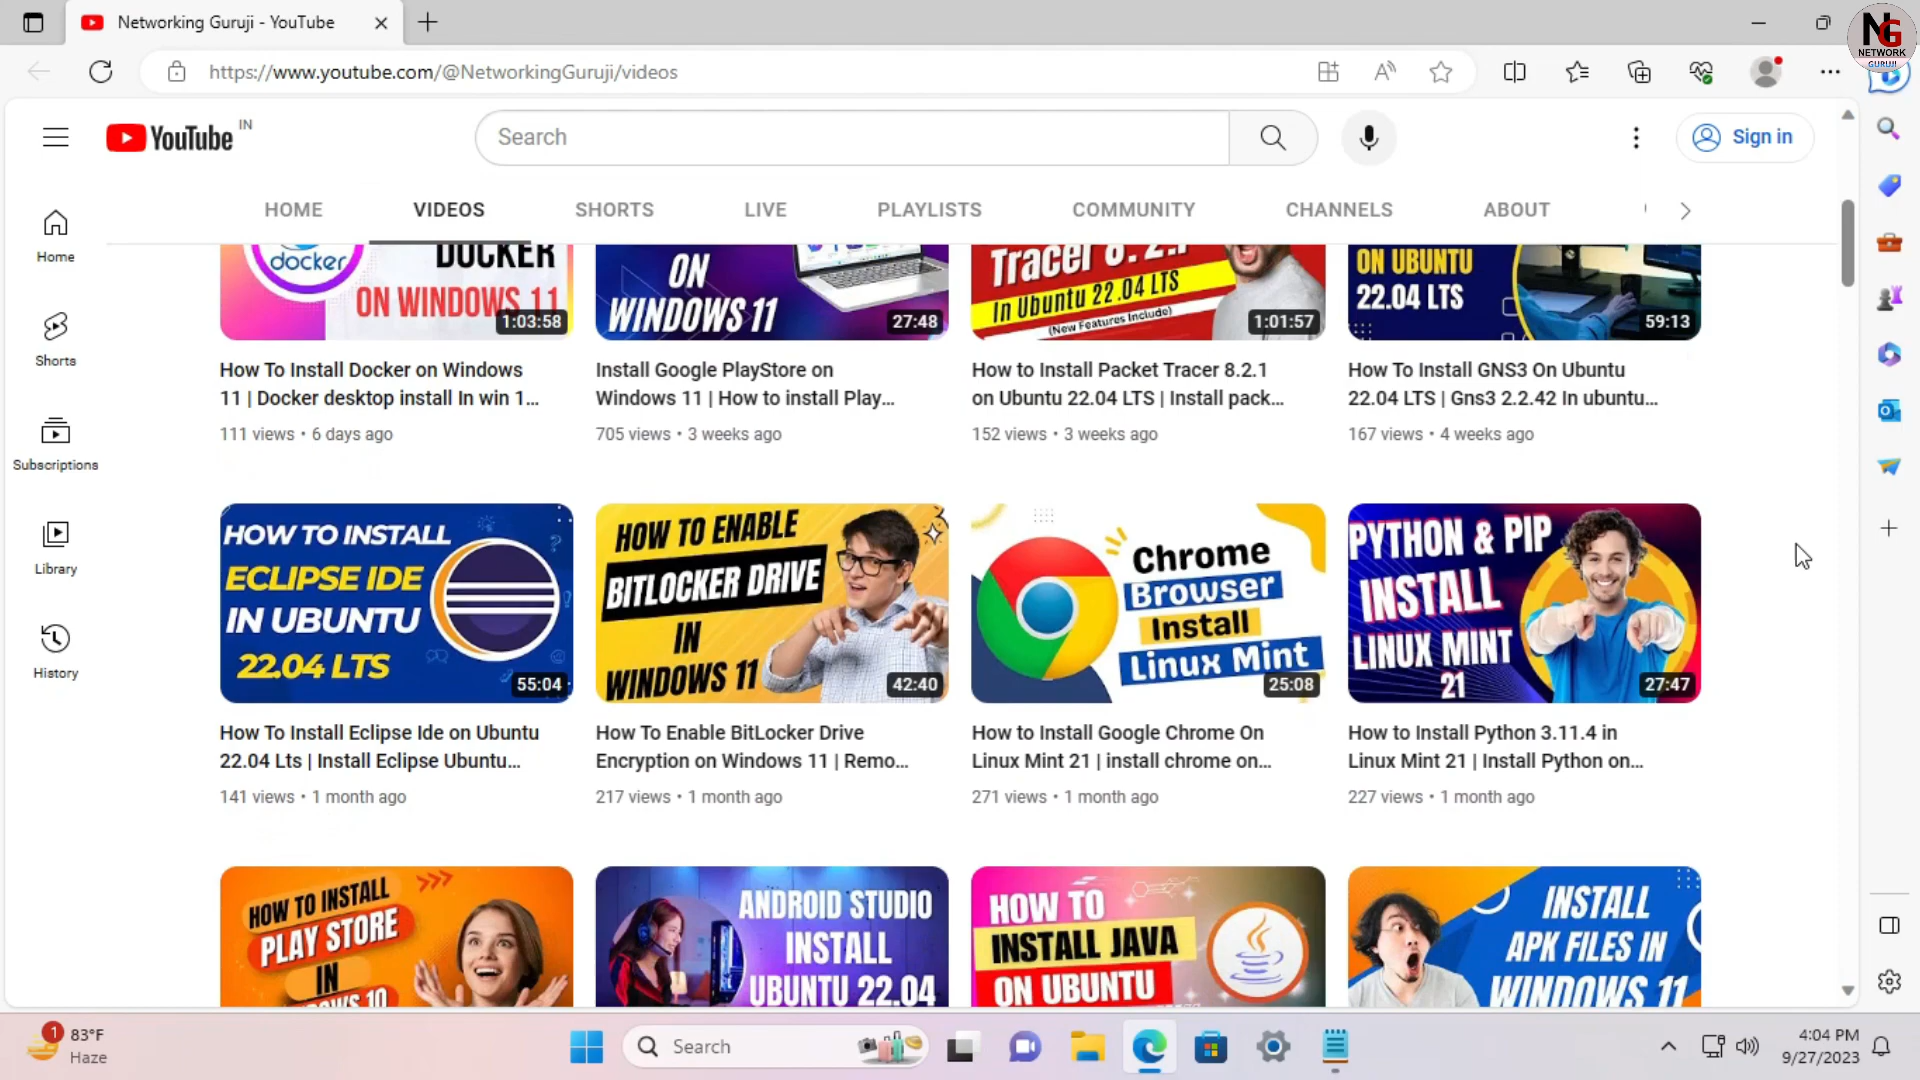 Networking Guruji - YouTube
https://www.youtube.com/@NetworkingGuruji/videos
NG
NETWORK
GURUJI
YouTube IN
Search
Sign in
HOME VIDEOS SHORTS LIVE PLAYLISTS COMMUNITY CHANNELS ABOUT
Home
Shorts
Subscriptions
Library
History
docker
DOCKER
ON WINDOWS 11
1:03:58
ON
WINDOWS 11
27:48
Tracer 8.2.1
In Ubuntu 22.04 LTS
(New Features Include)
1:01:57
ON UBUNTU
22.04 LTS
59:13
How To Install Docker on Windows
11 | Docker desktop install In win 1...
111 views • 6 days ago
Install Google PlayStore on
Windows 11 | How to install Play...
705 views • 3 weeks ago
How to Install Packet Tracer 8.2.1
on Ubuntu 22.04 LTS | Install pack...
152 views • 3 weeks ago
How To Install GNS3 On Ubuntu
22.04 LTS | Gns3 2.2.42 In ubuntu...
167 views • 4 weeks ago
HOW TO INSTALL
ECLIPSE IDE
IN UBUNTU
22.04 LTS
55:04
HOW TO ENABLE
BITLOCKER DRIVE
IN
WINDOWS 11
42:40
Chrome
Browser
Install
Linux Mint
25:08
PYTHON & PIP
INSTALL
LINUX MINT
21
27:47
How To Install Eclipse Ide on Ubuntu
22.04 Lts | Install Eclipse Ubuntu...
141 views • 1 month ago
How To Enable BitLocker Drive
Encryption on Windows 11 | Remo...
217 views • 1 month ago
How to Install Google Chrome On
Linux Mint 21 | install chrome on...
271 views • 1 month ago
How to Install Python 3.11.4 in
Linux Mint 21 | Install Python on...
227 views • 1 month ago
HOW TO INSTALL
PLAY STORE
IN
WINDOWS 10
ANDROID STUDIO
INSTALL
UBUNTU 22.04
HOW TO
INSTALL JAVA
ON UBUNTU
INSTALL
APK FILES IN
WINDOWS 11
1
83°F
Haze
Search
4:04 PM
9/27/2023